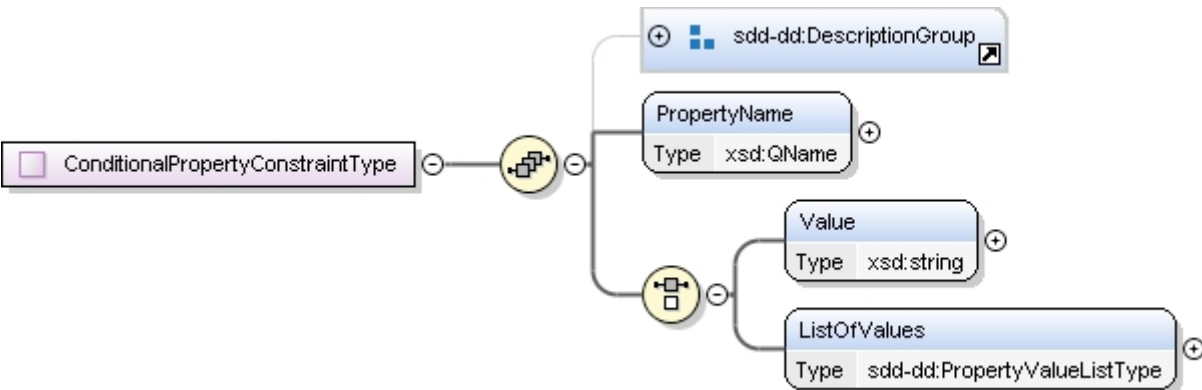 sdd-dd:DescriptionGroup
PropertyName
Type xsd:QName
ConditionalPropertyConstraintType
Value
Type xsd:string
ListOfValues
Type sdd-dd:PropertyValueListType